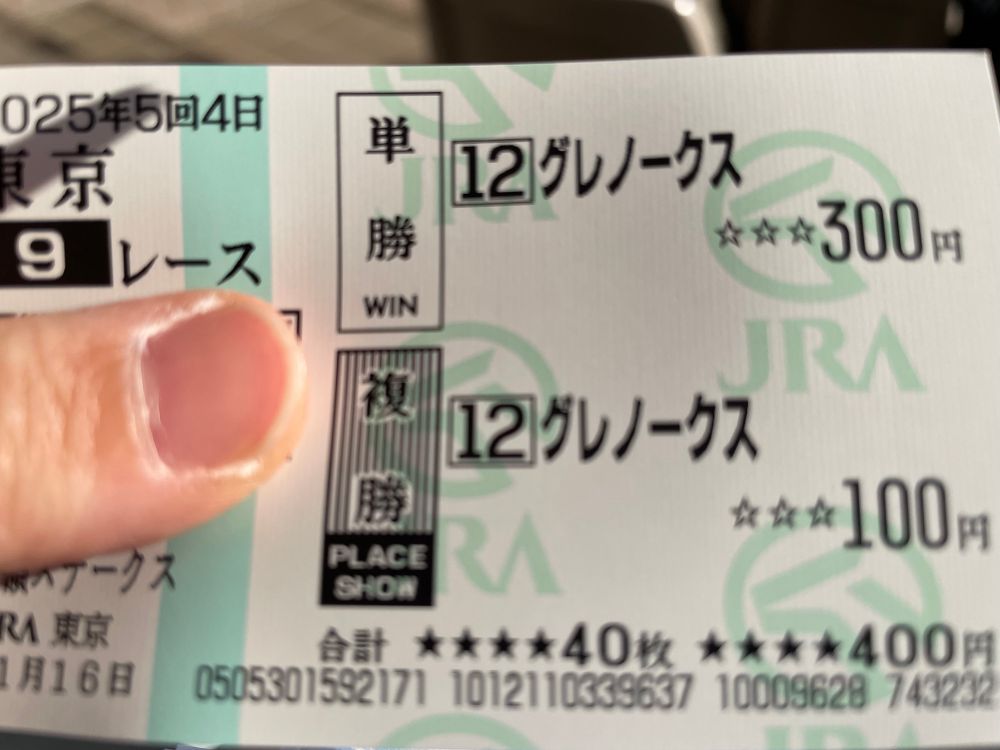 025年5回4日
東京
9 レース
単勝
WIN
12 グレノークス
☆☆☆300円
複勝
PLACE
SHOW
12 グレノークス
☆☆☆100円
ステークス
RA 東京
1月16日
合計 ★★★★40枚 ★★★★400円
0505301592171 1012110339637 10009628 743232
JRA
JRA
JRA